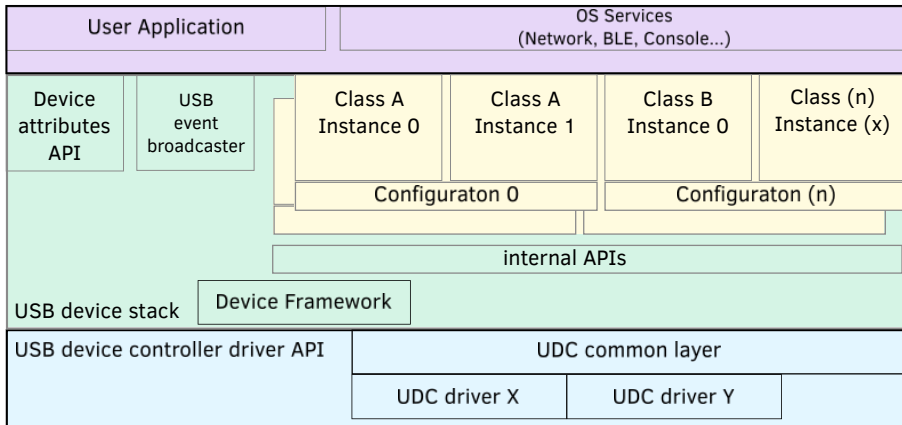 User Application
OS Services
(Network, BLE, Console...)
Device
attributes
API
USB
event
broadcaster
Class A
Instance 0
Class A
Instance 1
Class B
Instance 0
Class (n)
Instance (x)
Configuraton 0
Configuraton (n)
internal APIs
Device Framework
USB device stack
USB device controller driver API
UDC common layer
UDC driver X
UDC driver Y